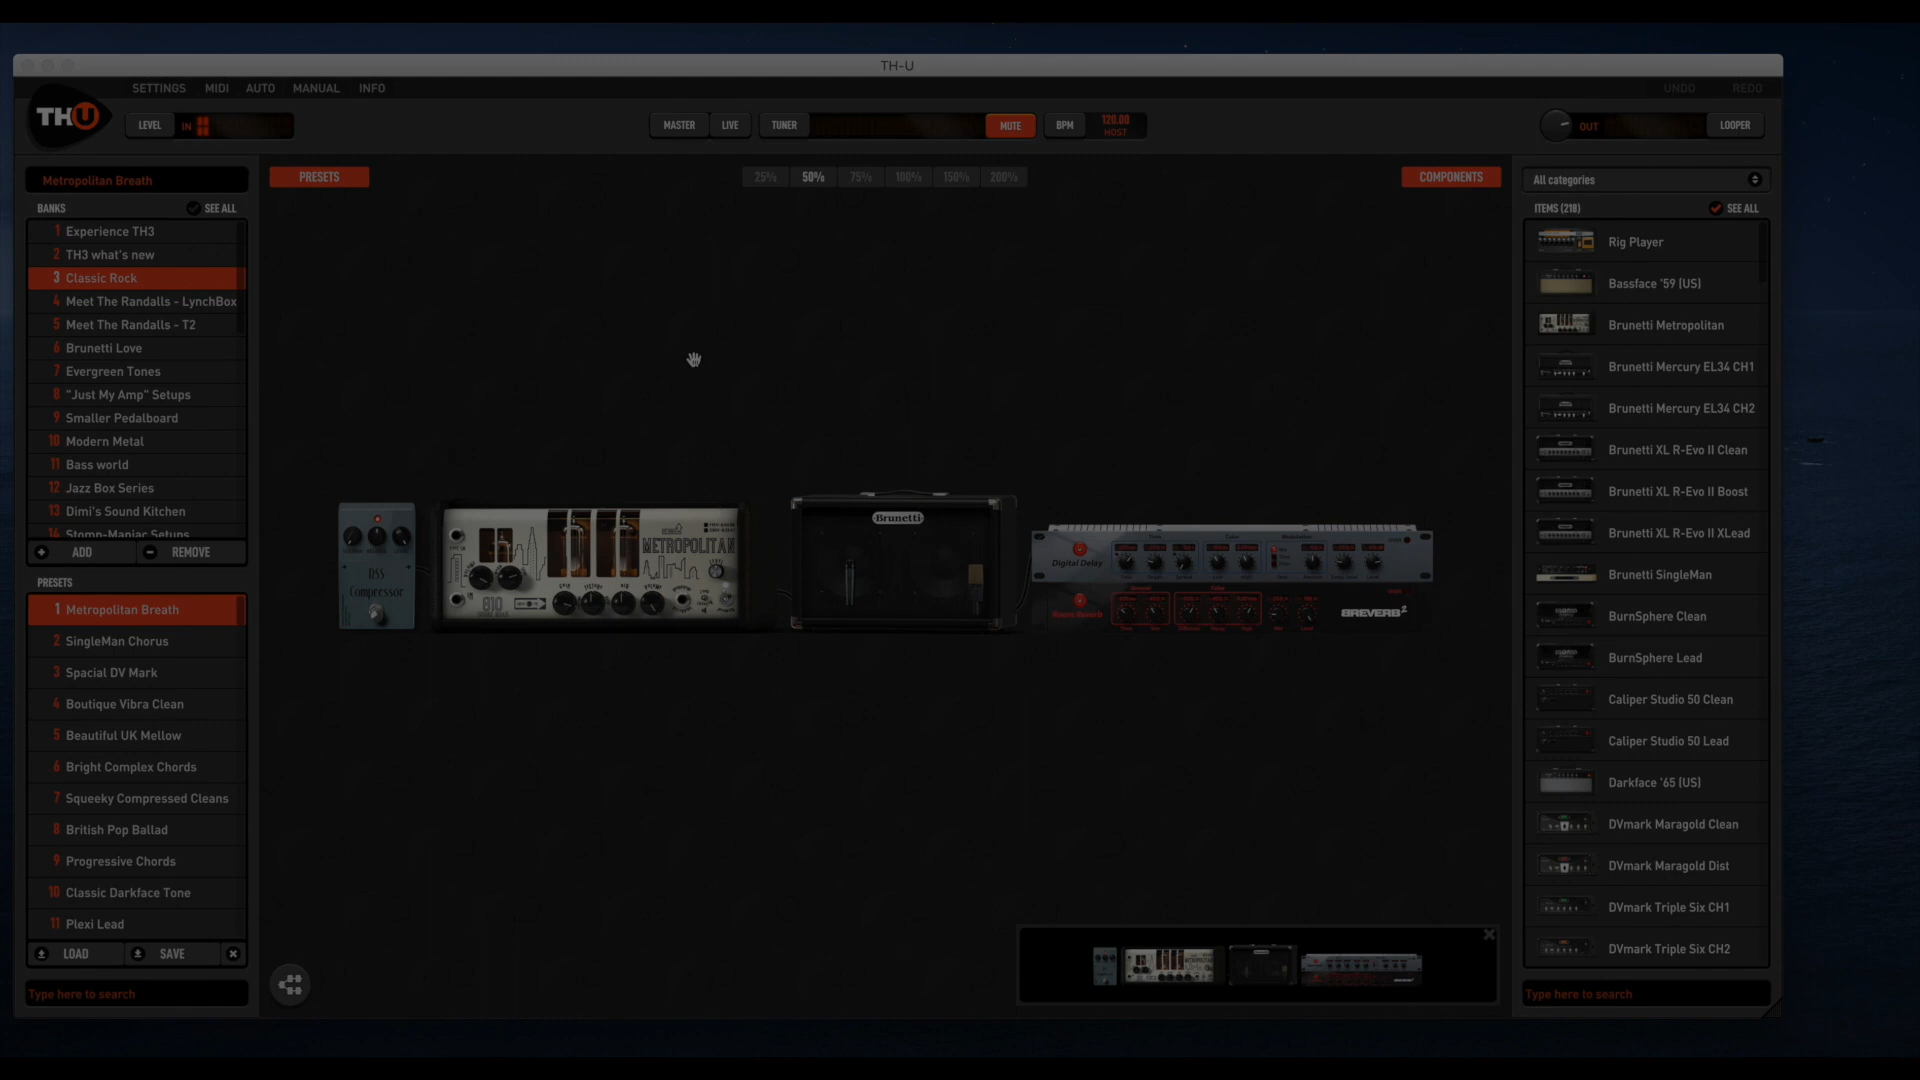 TH-U
SETTINGS MIDI AUTO MANUAL INFO UNDO REDO
THU LEVEL IN MASTER LIVE TUNER MUTE BPM 120.00 HOST OUT LOOPER
Metropolitan Breath
PRESETS 25% 50% 75% 100% 150% 200% COMPONENTS
All categories
BANKS SEE ALL
ITEMS (218) SEE ALL
1 Experience TH3
2 TH3 what's new
3 Classic Rock
4 Meet The Randalls - LynchBox
5 Meet The Randalls - T2
6 Brunetti Love
7 Evergreen Tones
8 "Just My Amp" Setups
9 Smaller Pedalboard
10 Modern Metal
11 Bass world
12 Jazz Box Series
13 Dimi's Sound Kitchen
14 Stomp-Maniac Setups
ADD REMOVE
PRESETS
1 Metropolitan Breath
2 SingleMan Chorus
3 Spacial DV Mark
4 Boutique Vibra Clean
5 Beautiful UK Mellow
6 Bright Complex Chords
7 Squeeky Compressed Cleans
8 British Pop Ballad
9 Progressive Chords
10 Classic Darkface Tone
11 Plexi Lead
LOAD SAVE
Type here to search
Compressor
METROPOLITAN
Brunetti
Digital Delay
Room Reverb
BREVERB2
Rig Player
Bassface '59 (US)
Brunetti Metropolitan
Brunetti Mercury EL34 CH1
Brunetti Mercury EL34 CH2
Brunetti XL R-Evo II Clean
Brunetti XL R-Evo II Boost
Brunetti XL R-Evo II XLead
Brunetti SingleMan
BurnSphere Clean
BurnSphere Lead
Caliper Studio 50 Clean
Caliper Studio 50 Lead
Darkface '65 (US)
DVmark Maragold Clean
DVmark Maragold Dist
DVmark Triple Six CH1
DVmark Triple Six CH2
Type here to search